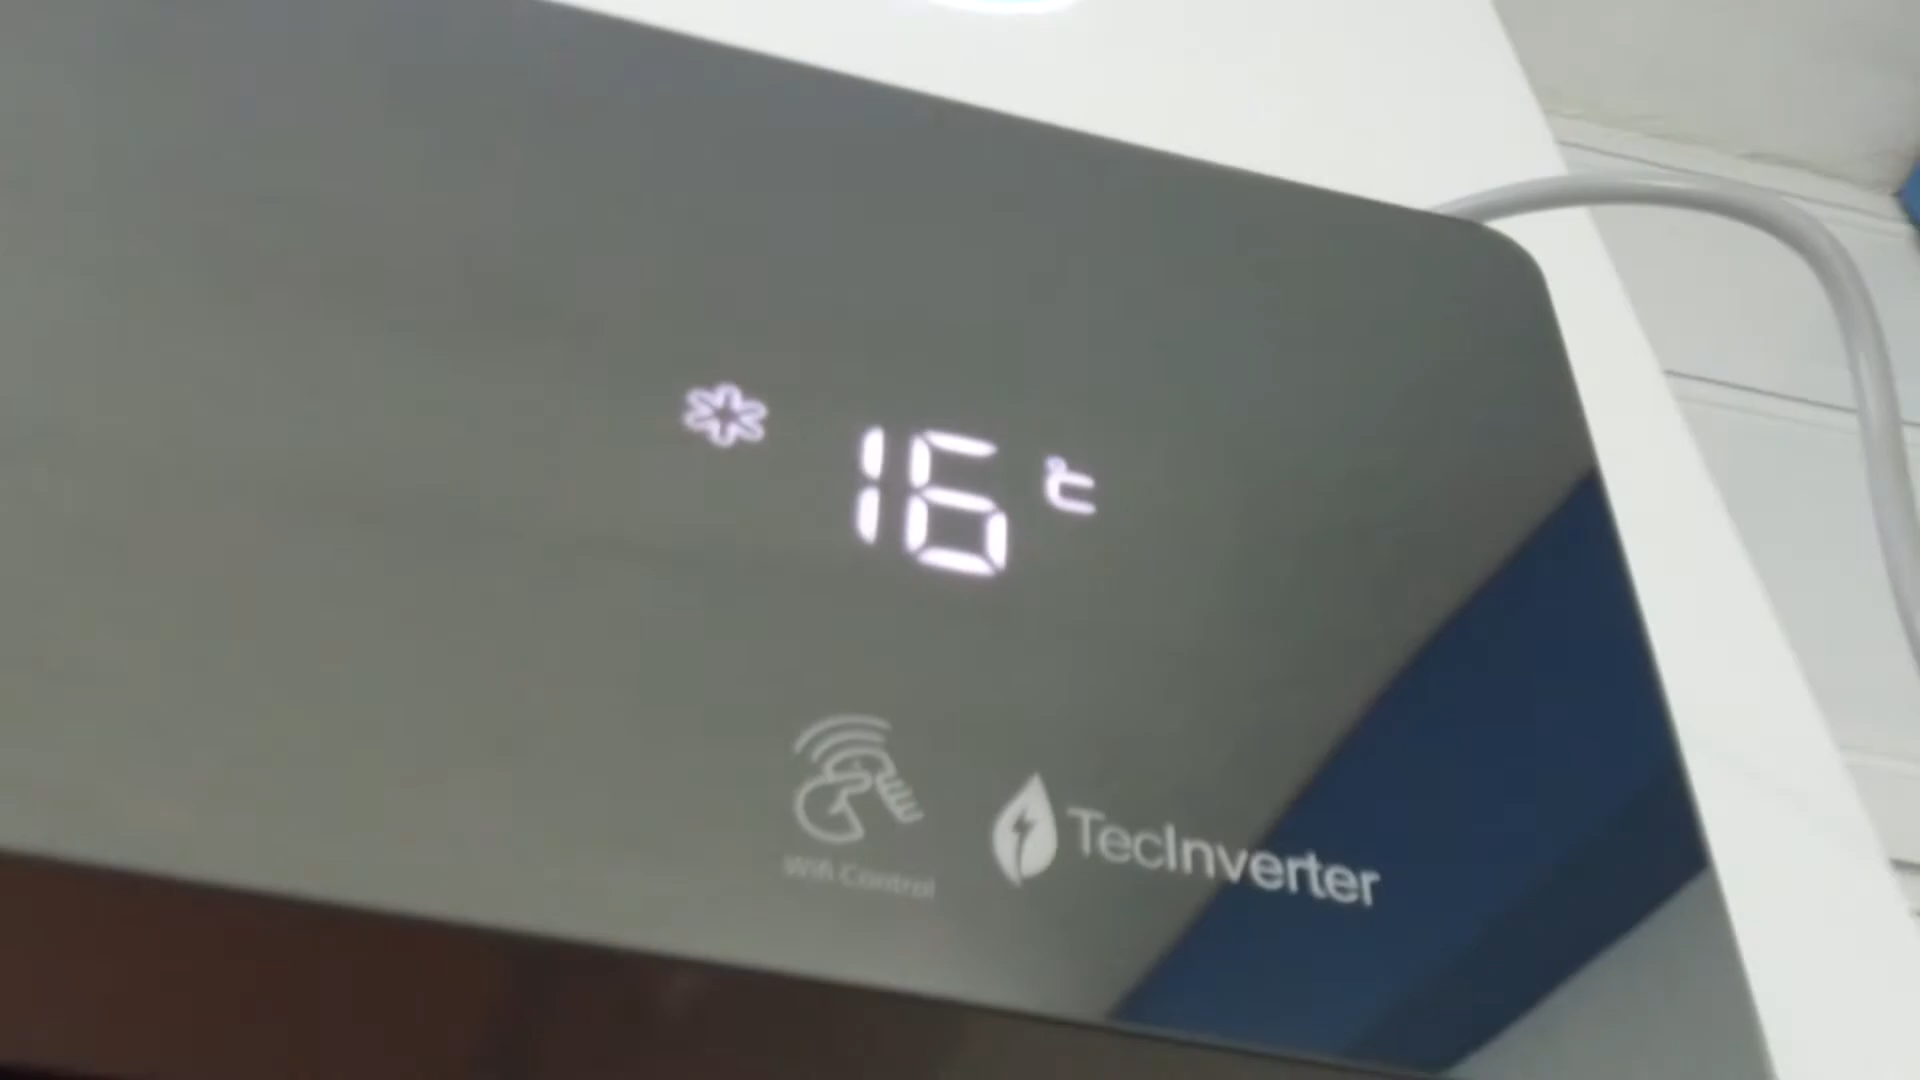 16 ℃
Wifi Control
TecInverter